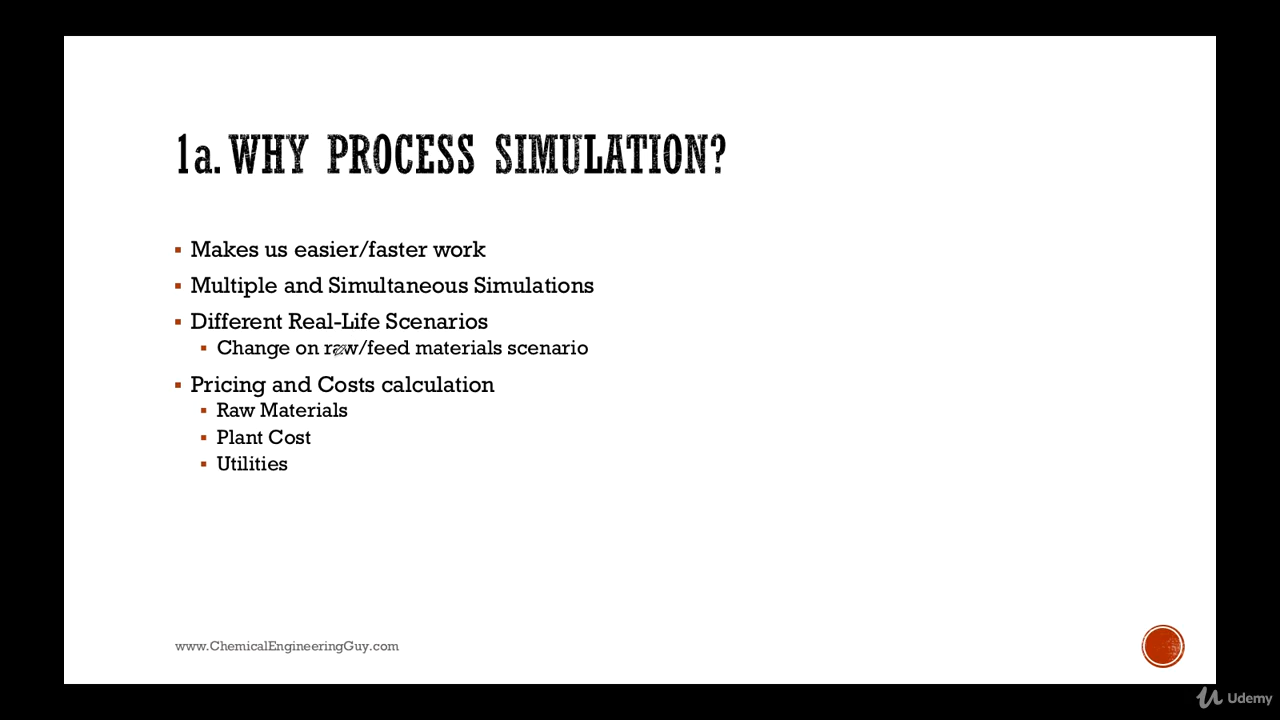 1a. WHY PROCESS SIMULATION?
Makes us easier/faster work
Multiple and Simultaneous Simulations
Different Real-Life Scenarios
Change on raw/feed materials scenario
Pricing and Costs calculation
Raw Materials
Plant Cost
Utilities
www.ChemicalEngineeringGuy.com
Udemy